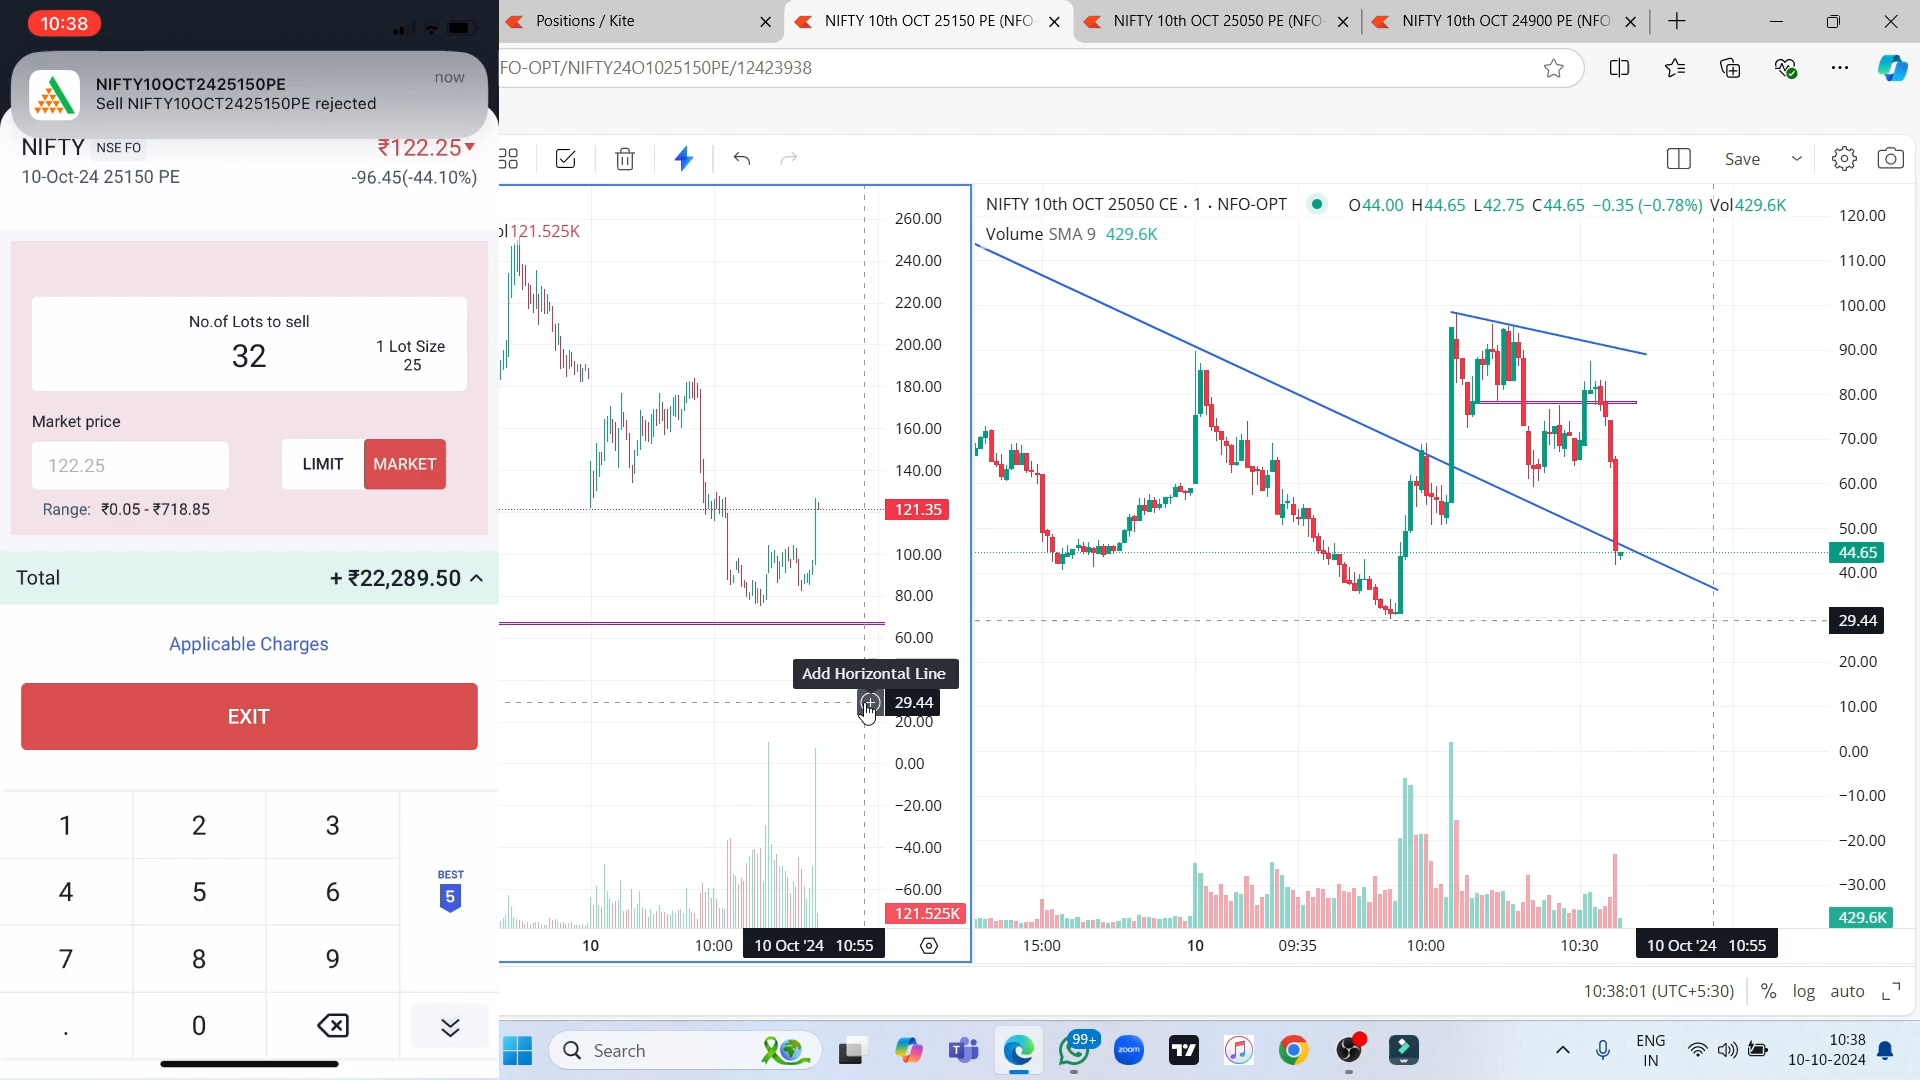 10:38
NIFTY10OCT2425150PE
now
Sell NIFTY10OCT2425150PE rejected
NIFTY NSE FO
₹122.25▼
10-Oct-24 25150 PE
-96.45(-44.10%)
No.of Lots to sell
32
1 Lot Size
25
Market price
122.25
LIMIT
MARKET
Range: ₹0.05 - ₹718.85
Total
+ ₹22,289.50
Applicable Charges
EXIT
1
2
3
4
5
6
BEST
5
7
8
9
.
0
Positions / Kite
NIFTY 10th OCT 25150 PE (NFO-
NIFTY 10th OCT 25050 PE (NFO-
NIFTY 10th OCT 24900 PE (NFO
FO-OPT/NIFTY24O1025150PE/12423938
Save
ol121.525K
260.00
240.00
220.00
200.00
180.00
160.00
140.00
121.35
100.00
80.00
60.00
Add Horizontal Line
29.44
20.00
0.00
−20.00
−40.00
−60.00
121.525K
10
10:00
10 Oct '24 10:55
NIFTY 10th OCT 25050 CE · 1 · NFO-OPT
O44.00 H44.65 L42.75 C44.65 −0.35 (−0.78%) Vol429.6K
Volume SMA 9 429.6K
120.00
110.00
100.00
90.00
80.00
70.00
60.00
50.00
44.65
40.00
29.44
20.00
10.00
0.00
−10.00
−20.00
−30.00
429.6K
15:00
10
09:35
10:00
10:30
10 Oct '24 10:55
10:38:01 (UTC+5:30)
%
log
auto
Search
99+
zoom
ENG
IN
10:38
10-10-2024